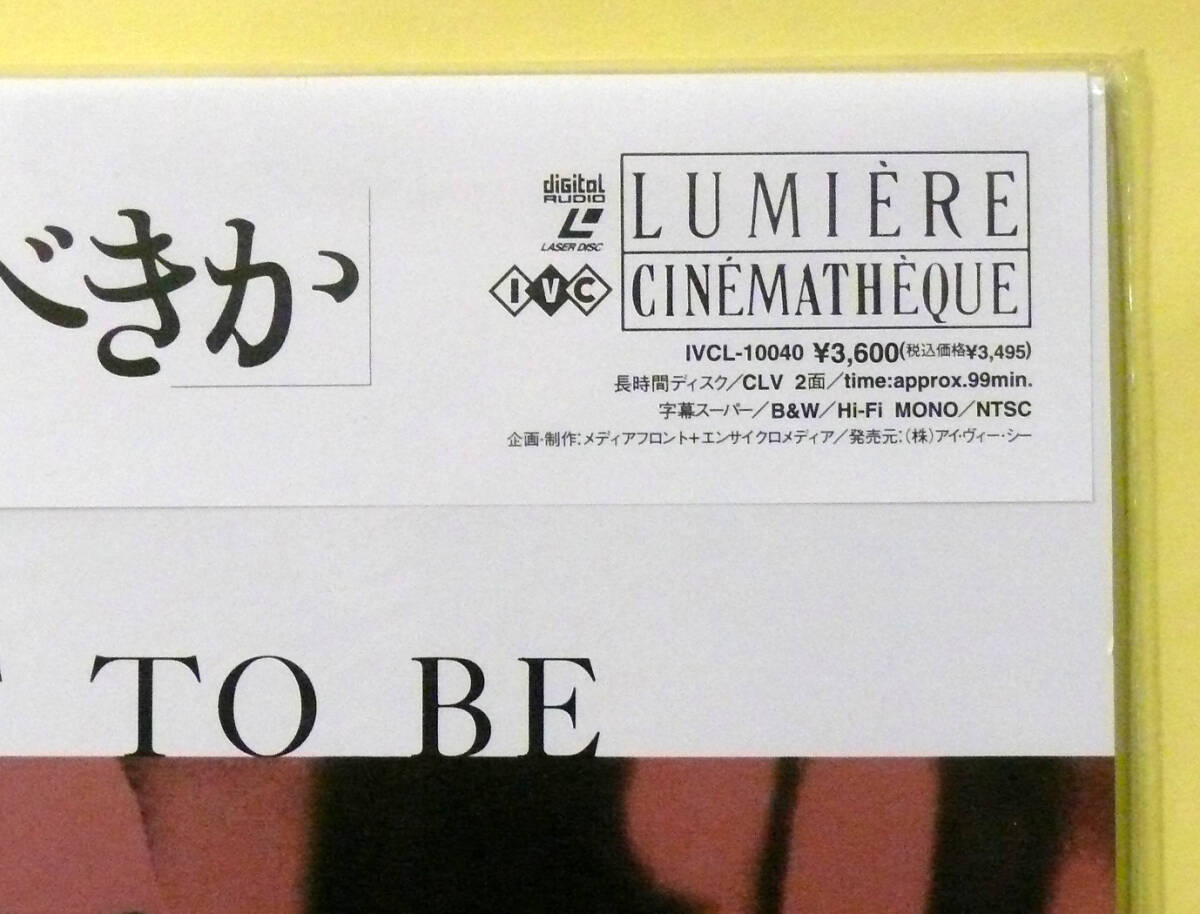 べきか
digital AUDIO
LASER DISC
IVC
LUMIÈRE
CINÉMATHÈQUE
IVCL-10040 ¥3,600(税込価格¥3,495)
長時間ディスク/CLV 2面/time:approx.99min.
字幕スーパー/B&W/Hi-Fi MONO/NTSC
企画・制作:メディアフロント+エンサイクロメディア/発売元:(株)アイ・ヴィー・シー
TO BE